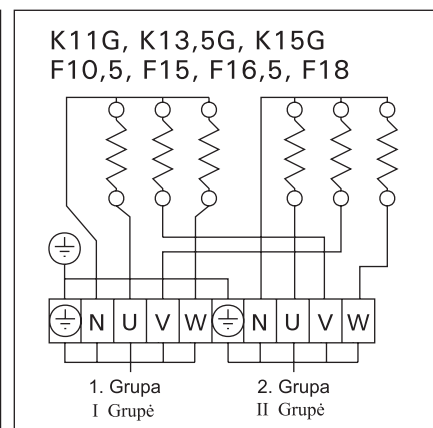 K11G, K13,5G, K15G
F10,5, F15, F16,5, F18
N U V W N U V W
1. Grupa 2. Grupa
I Grupė II Grupė